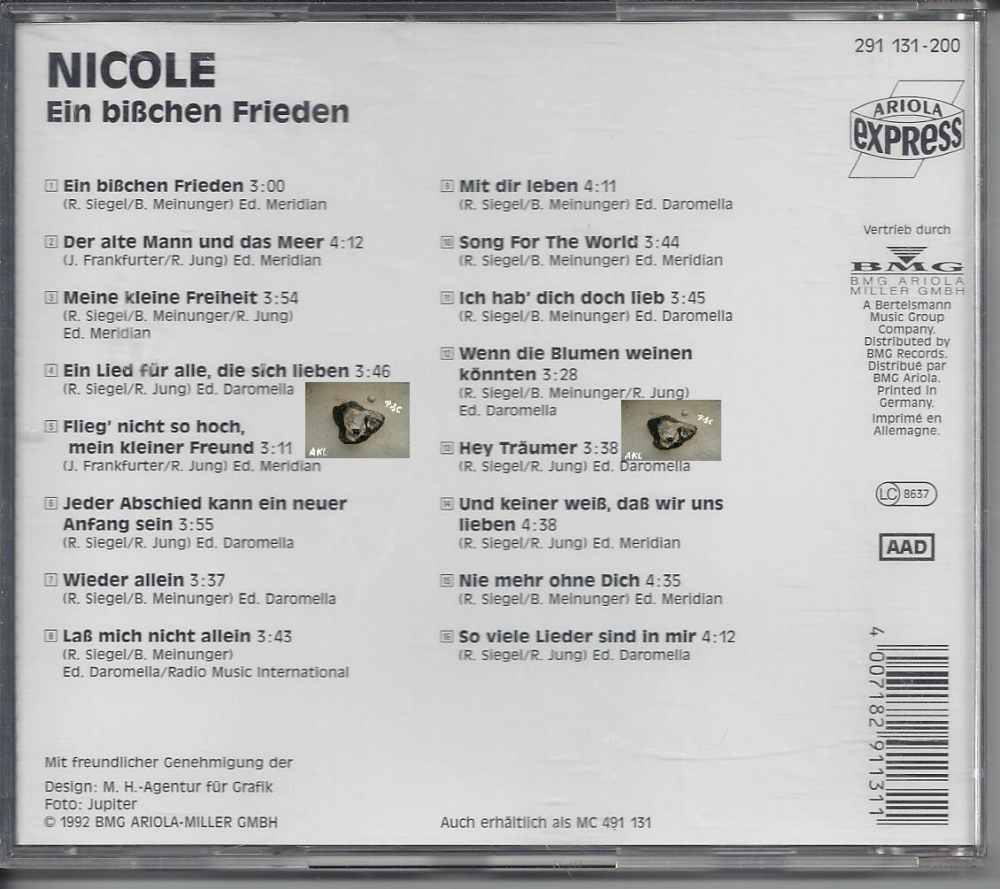 NICOLE
Ein bißchen Frieden
1 Ein bißchen Frieden 3:00
(R. Siegel/B. Meinunger) Ed. Meridian
2 Der alte Mann und das Meer 4:12
(J. Frankfurter/R. Jung) Ed. Meridian
3 Meine kleine Freiheit 3:54
(R. Siegel/B. Meinunger/R. Jung)
Ed. Meridian
4 Ein Lied für alle, die sich lieben 3:46
(R. Siegel/R. Jung) Ed. Daromella
5 Flieg' nicht so hoch,
mein kleiner Freund 3:11
(J. Frankfurter/R. Jung) Ed. Meridian
6 Jeder Abschied kann ein neuer
Anfang sein 3:55
(R. Siegel/R. Jung) Ed. Daromella
7 Wieder allein 3:37
(R. Siegel/B. Meinunger) Ed. Daromella
8 Laß mich nicht allein 3:43
(R. Siegel/B. Meinunger)
Ed. Daromella/Radio Music International
9 Mit dir leben 4:11
(R. Siegel/B. Meinunger) Ed. Daromella
10 Song For The World 3:44
(R. Siegel/B. Meinunger) Ed. Meridian
11 Ich hab' dich doch lieb 3:45
(R. Siegel/B. Meinunger) Ed. Daromella
12 Wenn die Blumen weinen
könnten 3:28
(R. Siegel/B. Meinunger/R. Jung)
Ed. Daromella
13 Hey Träumer 3:38
(R. Siegel/R. Jung) Ed. Daromella
14 Und keiner weiß, daß wir uns
lieben 4:38
(R. Siegel/R. Jung) Ed. Meridian
15 Nie mehr ohne Dich 4:35
(R. Siegel/B. Meinunger) Ed. Meridian
16 So viele Lieder sind in mir 4:12
(R. Siegel/R. Jung) Ed. Daromella
AKL
PJC
AKL
PJC
291 131-200
ARIOLA
EXPRESS
Vertrieb durch
BMG
BMG ARIOLA
MILLER GMBH
A Bertelsmann
Music Group
Company.
Distributed by
BMG Records.
Distribué par
BMG Ariola.
Printed in
Germany.
Imprimé en
Allemagne.
LC 8637
AAD
4 007182 911311
Mit freundlicher Genehmigung der
Design: M. H.-Agentur für Grafik
Foto: Jupiter
© 1992 BMG ARIOLA-MILLER GMBH
Auch erhältlich als MC 491 131